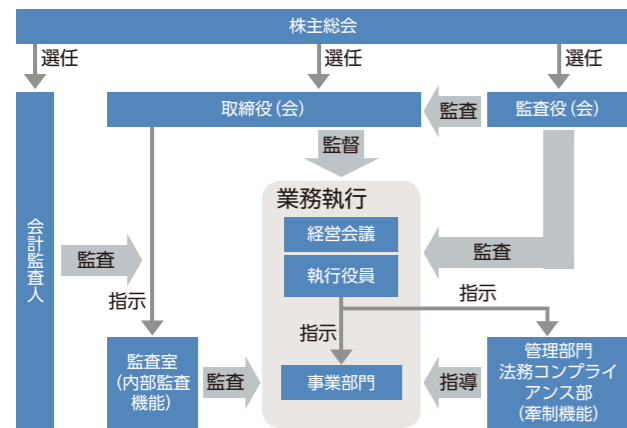 株主総会
選任
選任
選任
取締役(会)
監査
監査役(会)
監督
会計監査人
業務執行
経営会議
執行役員
監査
監査
指示
指示
指示
監査室
(内部監査
機能)
監査
事業部門
指導
管理部門
法務コンプライ
アンス部
(牽制機能)